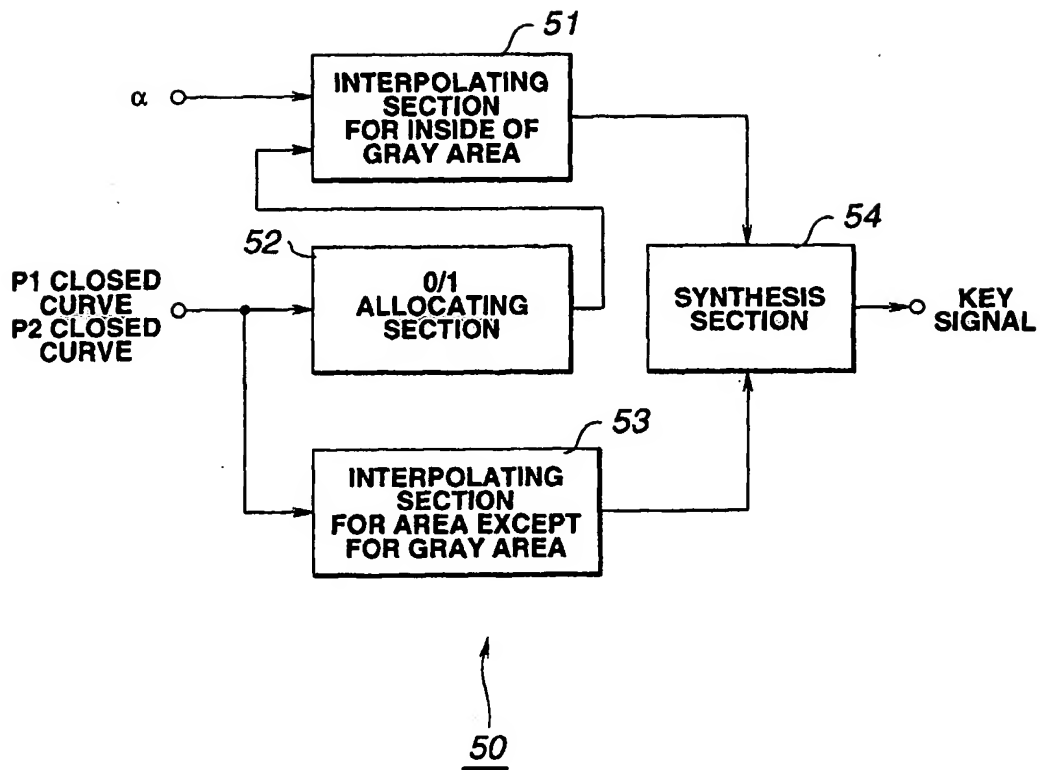 51
α
INTERPOLATING
SECTION
FOR INSIDE OF
GRAY AREA
52
54
P1 CLOSED
CURVE
P2 CLOSED
CURVE
0/1
ALLOCATING
SECTION
SYNTHESIS
SECTION
KEY
SIGNAL
53
INTERPOLATING
SECTION
FOR AREA EXCEPT
FOR GRAY AREA
50